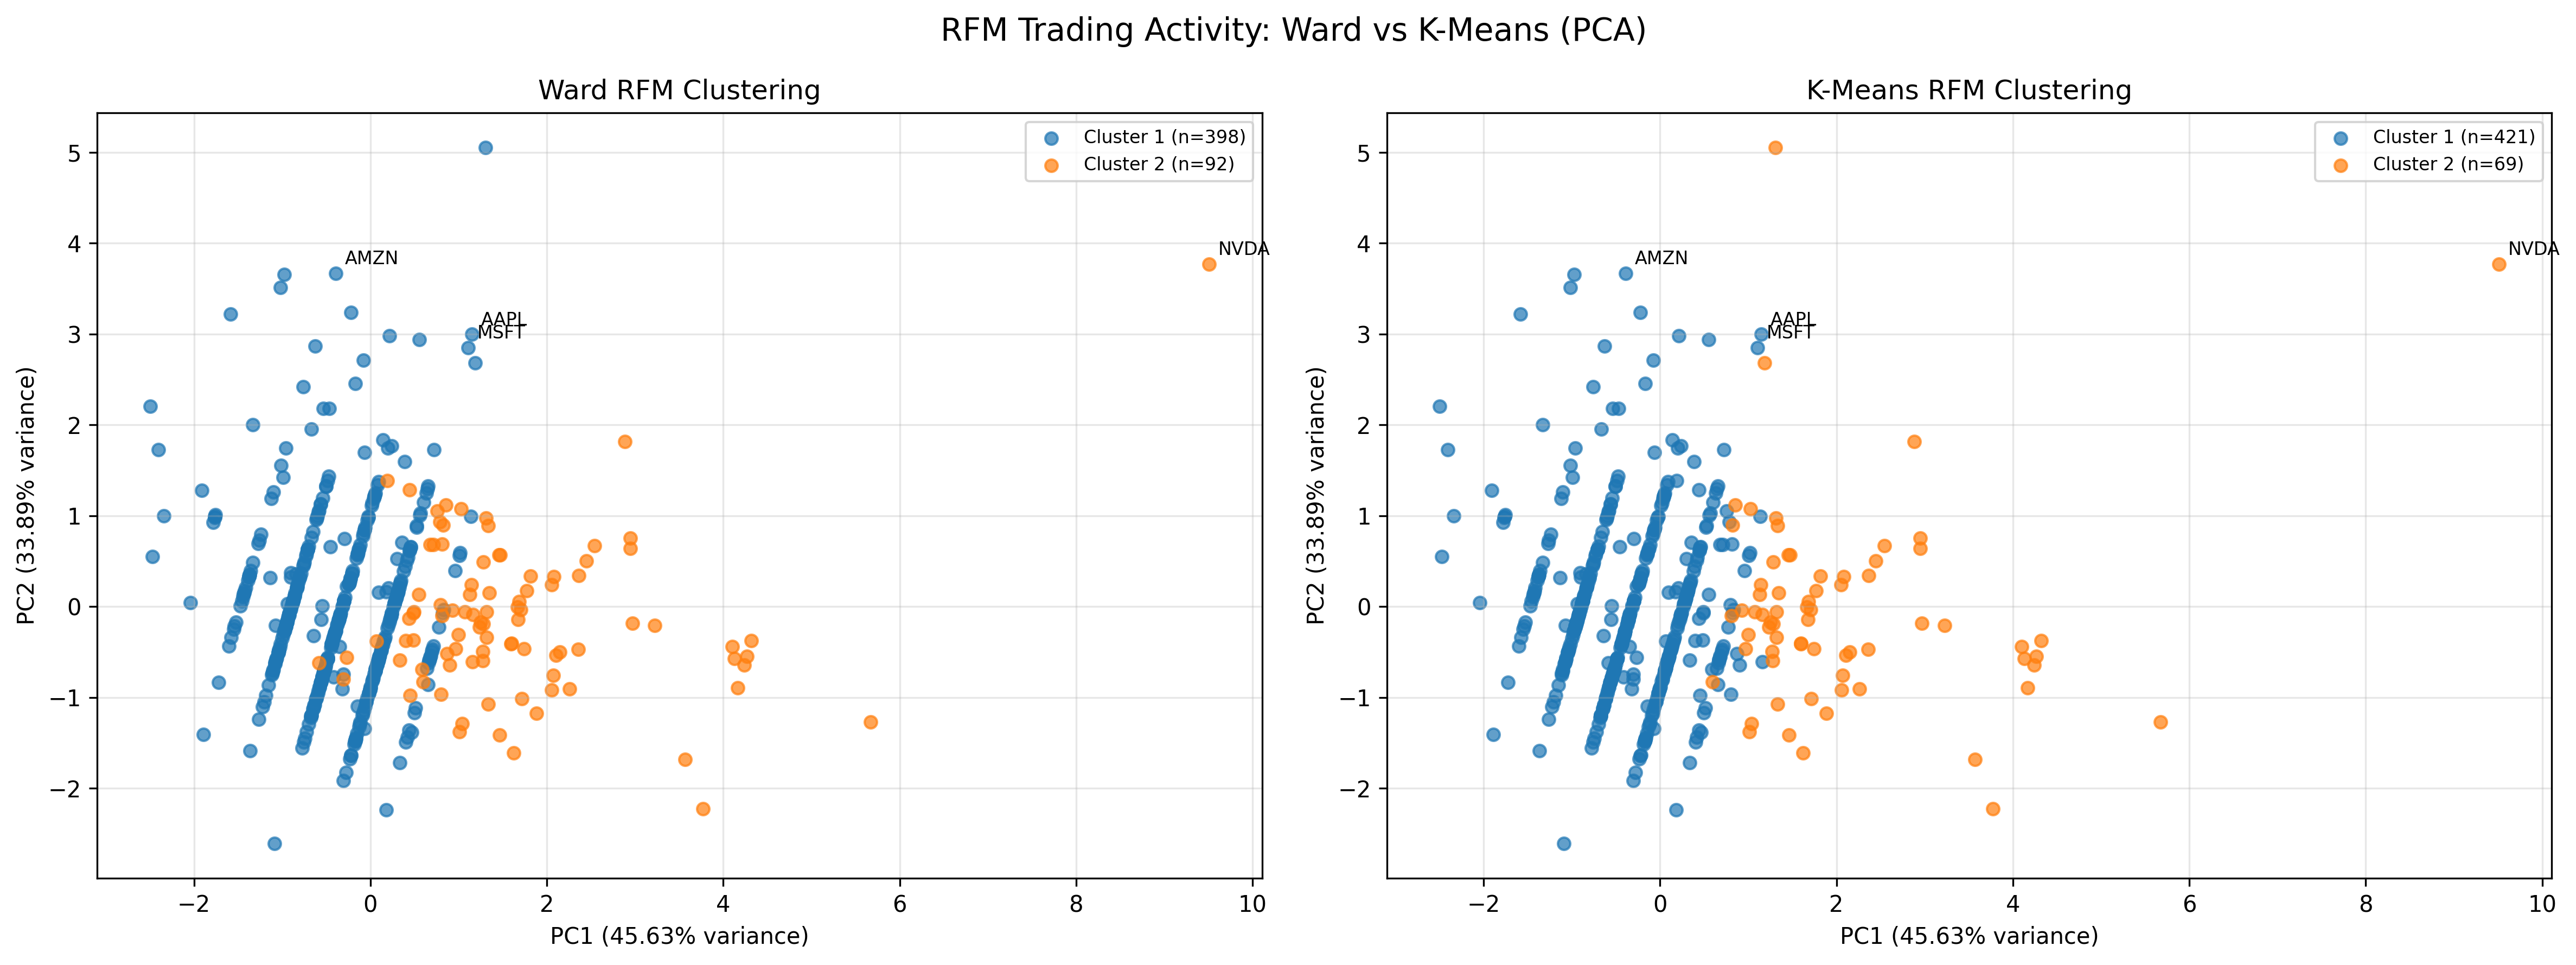 RFM Trading Activity: Ward vs K-Means (PCA)
Ward RFM Clustering
Cluster 1 (n=398)
Cluster 2 (n=92)
AMZN
NVDA
AAPL
MSFT
5
4
3
2
1
0
−1
−2
PC2 (33.89% variance)
−2 0 2 4 6 8 10
PC1 (45.63% variance)
K-Means RFM Clustering
Cluster 1 (n=421)
Cluster 2 (n=69)
AMZN
NVDA
AAPL
MSFT
5
4
3
2
1
0
−1
−2
PC2 (33.89% variance)
−2 0 2 4 6 8 10
PC1 (45.63% variance)